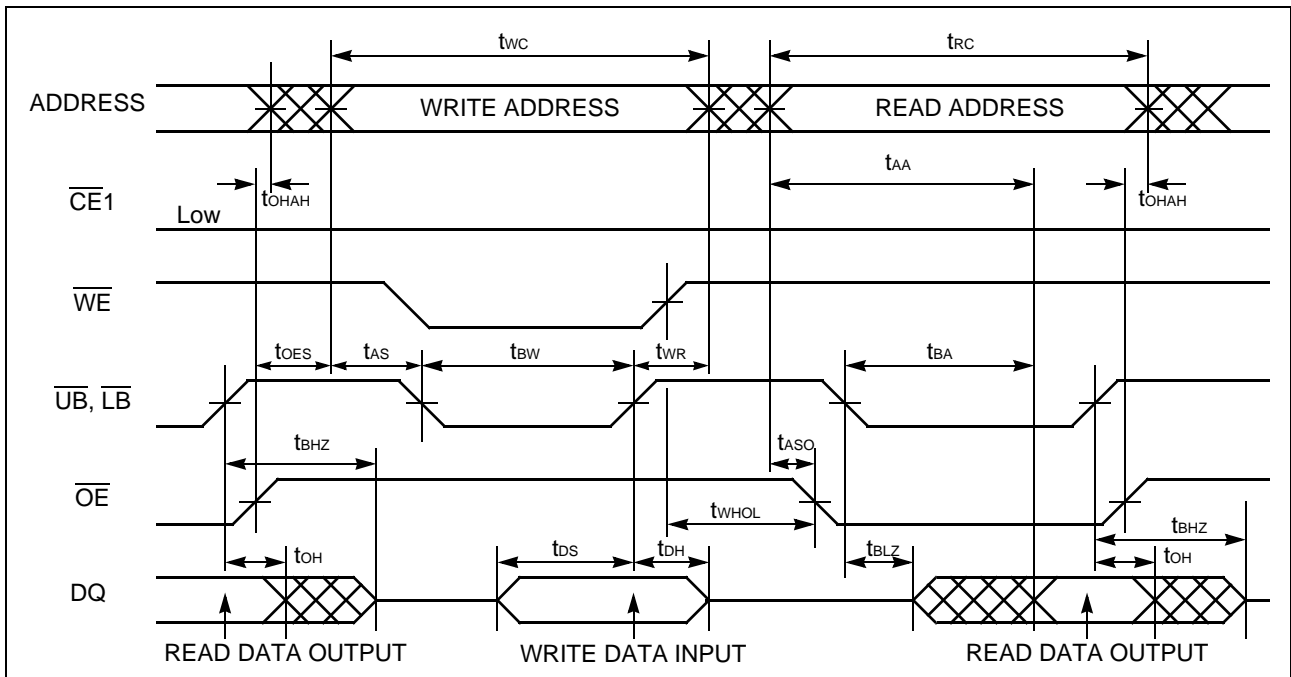 tWC
tRC
ADDRESS
WRITE ADDRESS
READ ADDRESS
tAA
tOHAH
tOHAH
CE1
Low
WE
tOES
tAS
tBW
tWR
tBA
UB, LB
tBHZ
tASO
OE
tWHOL
tBHZ
tOH
tDS
tDH
tBLZ
tOH
DQ
READ DATA OUTPUT
WRITE DATA INPUT
READ DATA OUTPUT